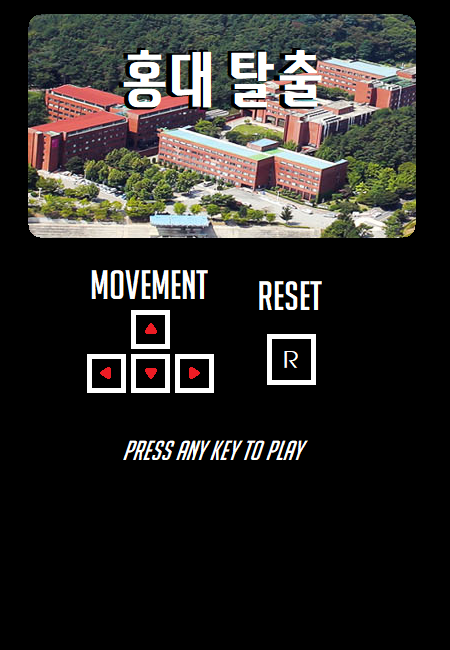 홍대 탈출
MOVEMENT
RESET
R
PRESS ANY KEY TO PLAY